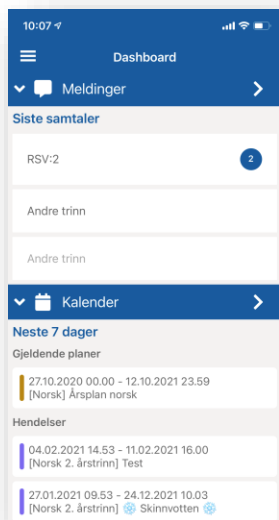 10:07
Dashboard
Meldinger
Siste samtaler
RSV:2
2
Andre trinn
Andre trinn
Kalender
Neste 7 dager
Gjeldende planer
27.10.2020 00.00 - 12.10.2021 23.59
[Norsk] Årsplan norsk
Hendelser
04.02.2021 14.53 - 11.02.2021 16.00
[Norsk 2. årstrinn] Test
27.01.2021 09.53 - 24.12.2021 10.03
[Norsk 2. årstrinn] Skinnvotten